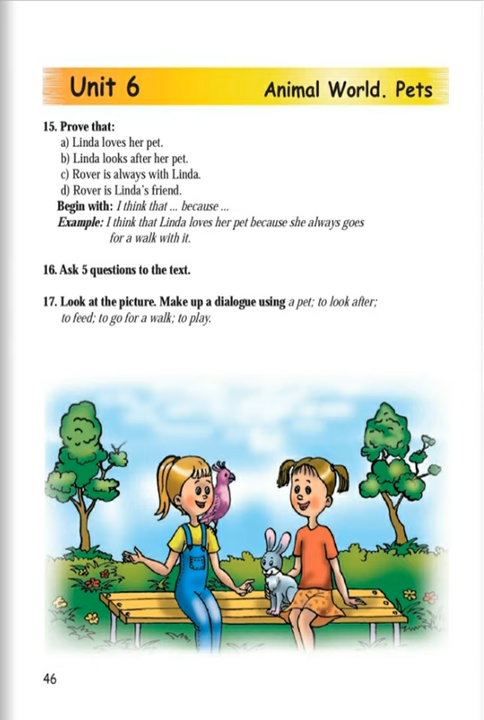 Unit 6
Animal World. Pets
15. Prove that:
a) Linda loves her pet.
b) Linda looks after her pet.
c) Rover is always with Linda.
d) Rover is Linda's friend.
Begin with: I think that ... because ...
Example: I think that Linda loves her pet because she always goes
for a walk with it.
16. Ask 5 questions to the text.
17. Look at the picture. Make up a dialogue using a pet; to look after;
to feed; to go for a walk; to play.
46